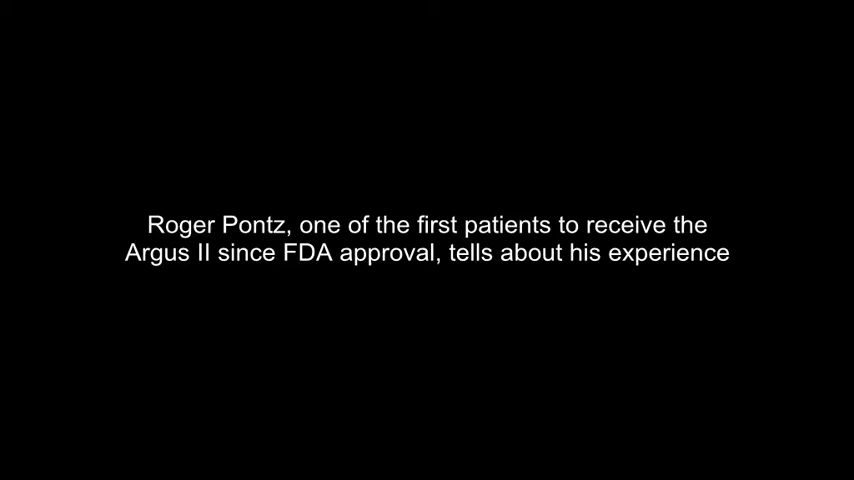 Roger Pontz, one of the first patients to receive the
Argus II since FDA approval, tells about his experience